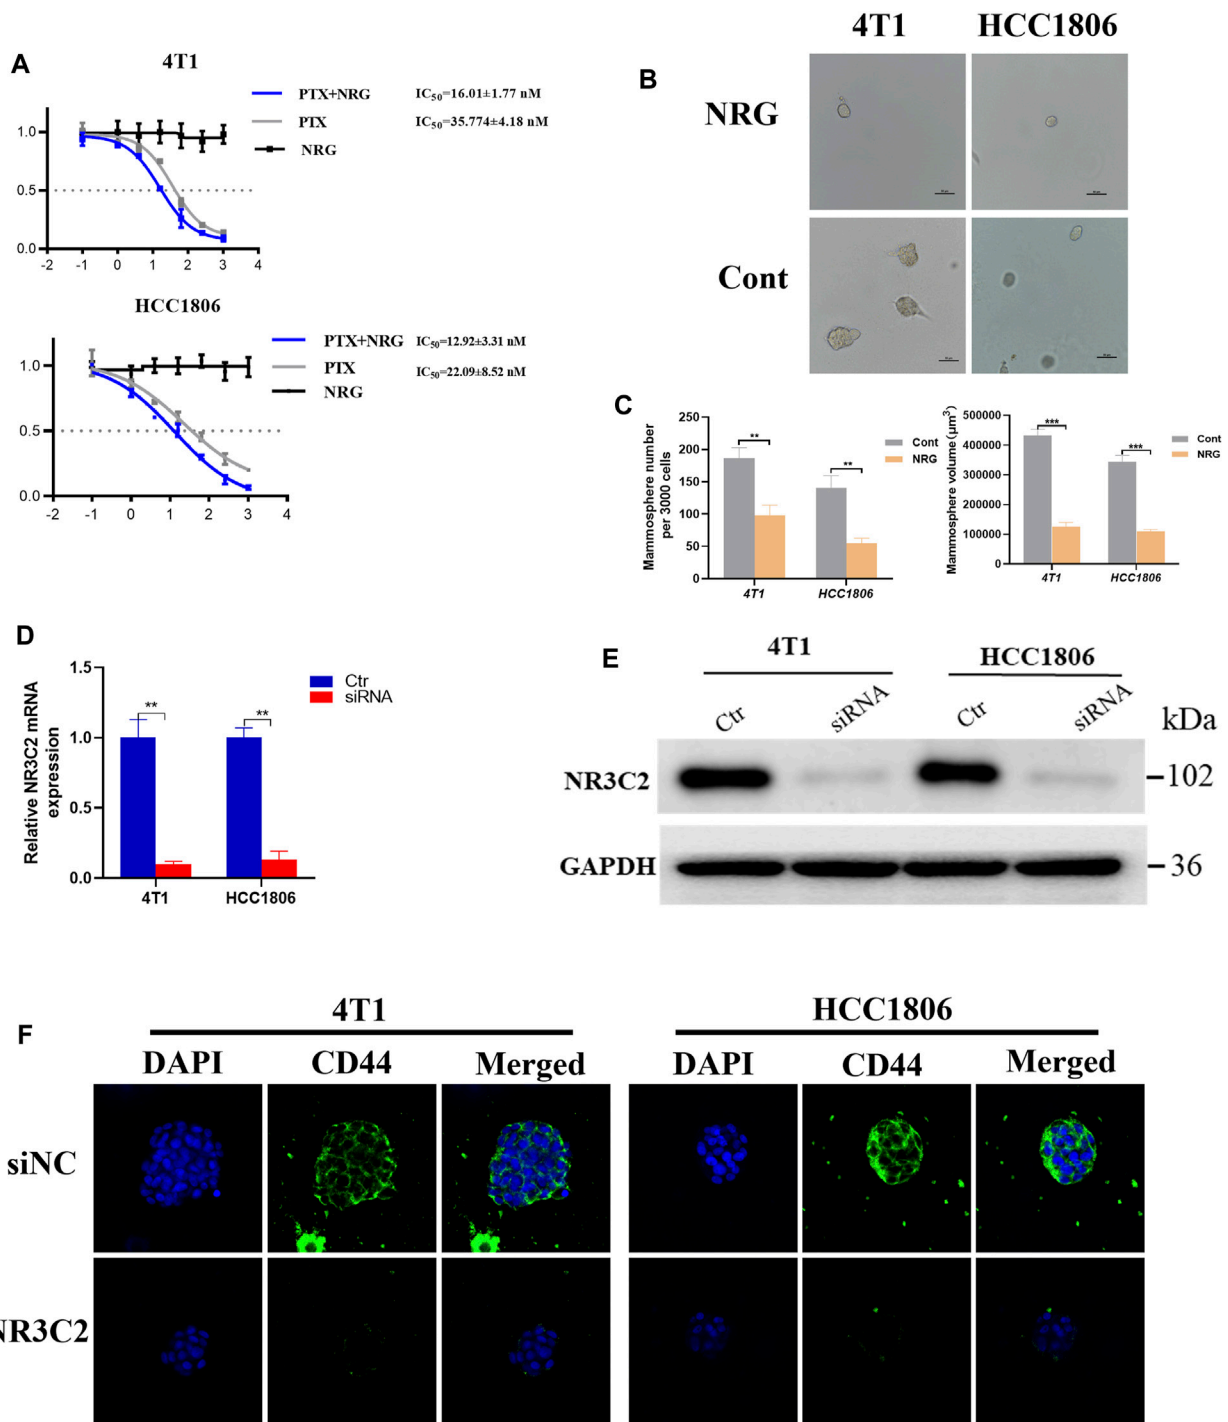 A
4T1
PTX+NRG IC50=16.01±1.77 nM
PTX IC50=35.774±4.18 nM
NRG
1.0
0.5
0.0
-2 -1 0 1 2 3 4
HCC1806
PTX+NRG IC50=12.92±3.31 nM
PTX IC50=22.09±8.52 nM
NRG
1.0
0.5
0.0
-2 -1 0 1 2 3 4
B
4T1 HCC1806
NRG
Cont
C
Mammosphere number
per 3000 cells
250
200
150
100
50
0
** **
Cont
NRG
4T1 HCC1806
Mammosphere volume(μm³)
500000
400000
300000
200000
100000
0
*** ***
Cont
NRG
4T1 HCC1806
D
Relative NR3C2 mRNA
expression
1.5
1.0
0.5
0.0
** **
Ctr
siRNA
4T1 HCC1806
E
4T1 HCC1806
Ctr siRNA Ctr siRNA kDa
NR3C2 102
GAPDH 36
F
4T1 HCC1806
DAPI CD44 Merged DAPI CD44 Merged
siNC
NR3C2